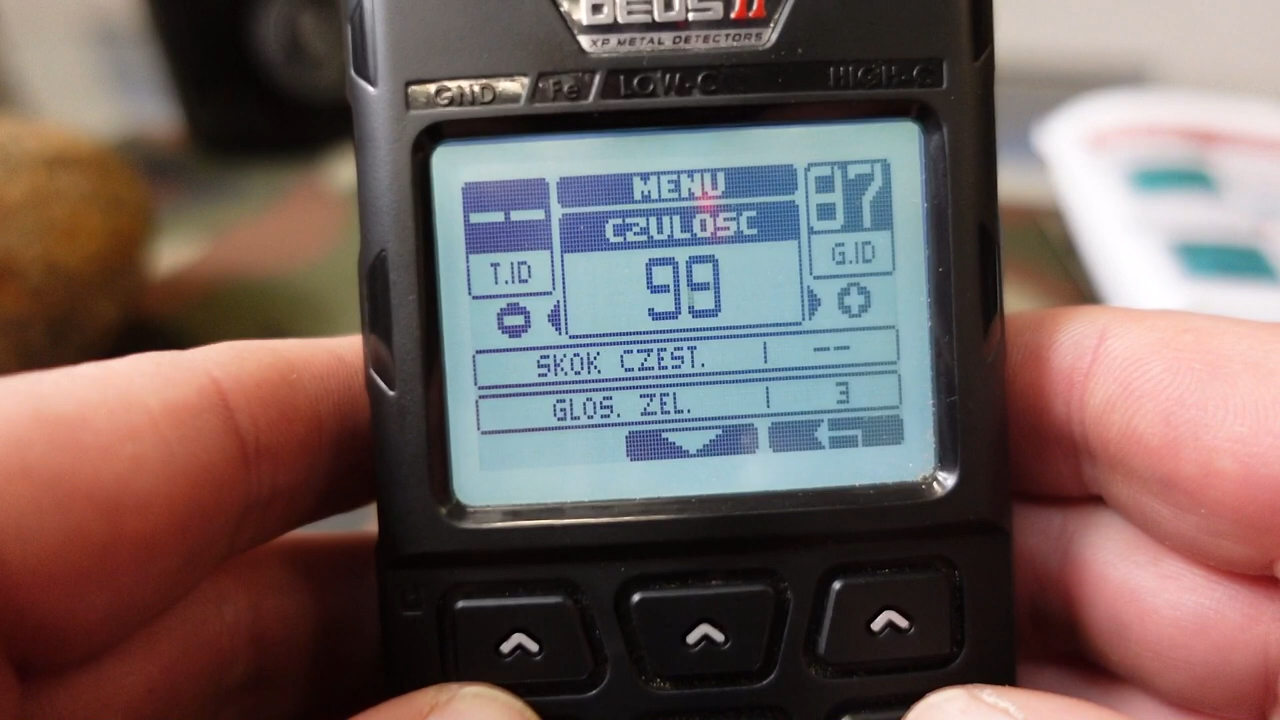 DEUS II
XP METAL DETECTORS
GND Fe LOW-C HIGH-C
MENU
CZULOSC
99
-- T.ID
87 G.ID
SKOK CZEST. | --
GLOS. ZEL. | 3